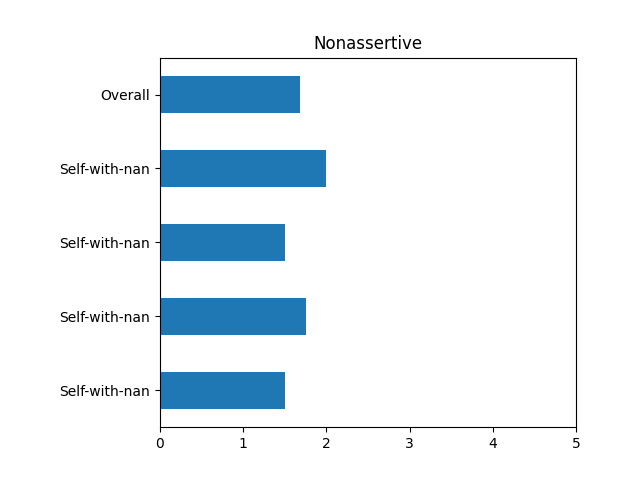 Nonassertive
Overall
Self-with-nan
Self-with-nan
Self-with-nan
Self-with-nan
0 1 2 3 4 5